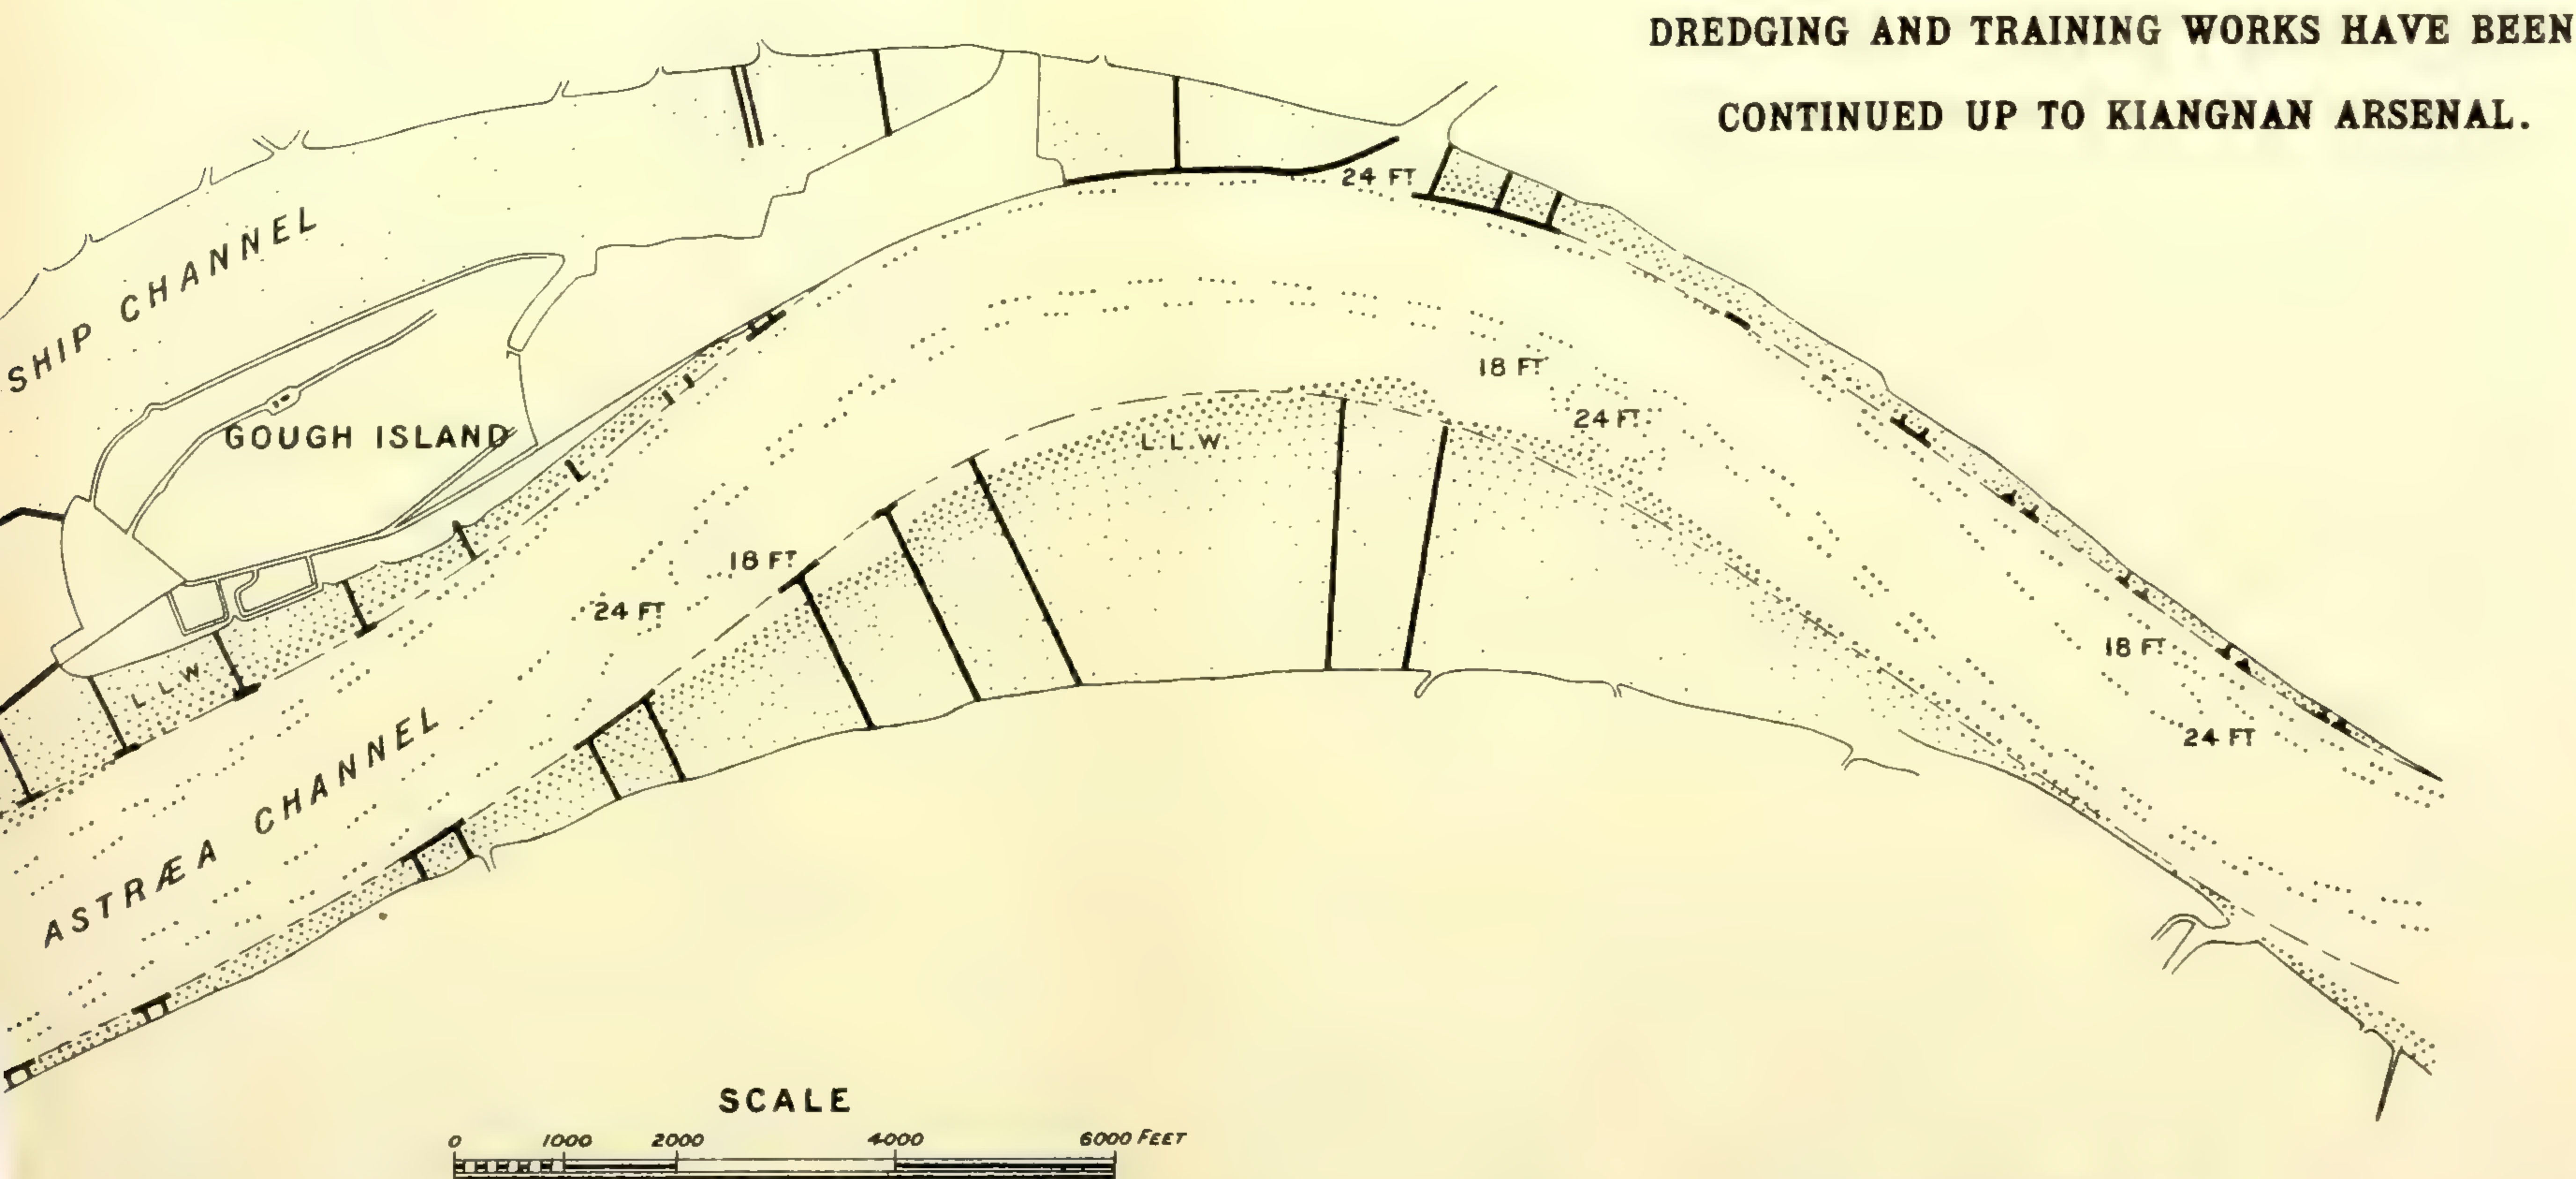 DREDGING AND TRAINING WORKS HAVE BEEN
CONTINUED UP TO KIANGNAN ARSENAL.
24 FT
SHIP CHANNEL
18 FT
24 FT
GOUGH ISLAND
L.L.W.
18 FT
24 FT
18 FT
L.L.W
24 FT
ASTRÆA CHANNEL
SCALE
0 1000 2000 4000 6000 FEET